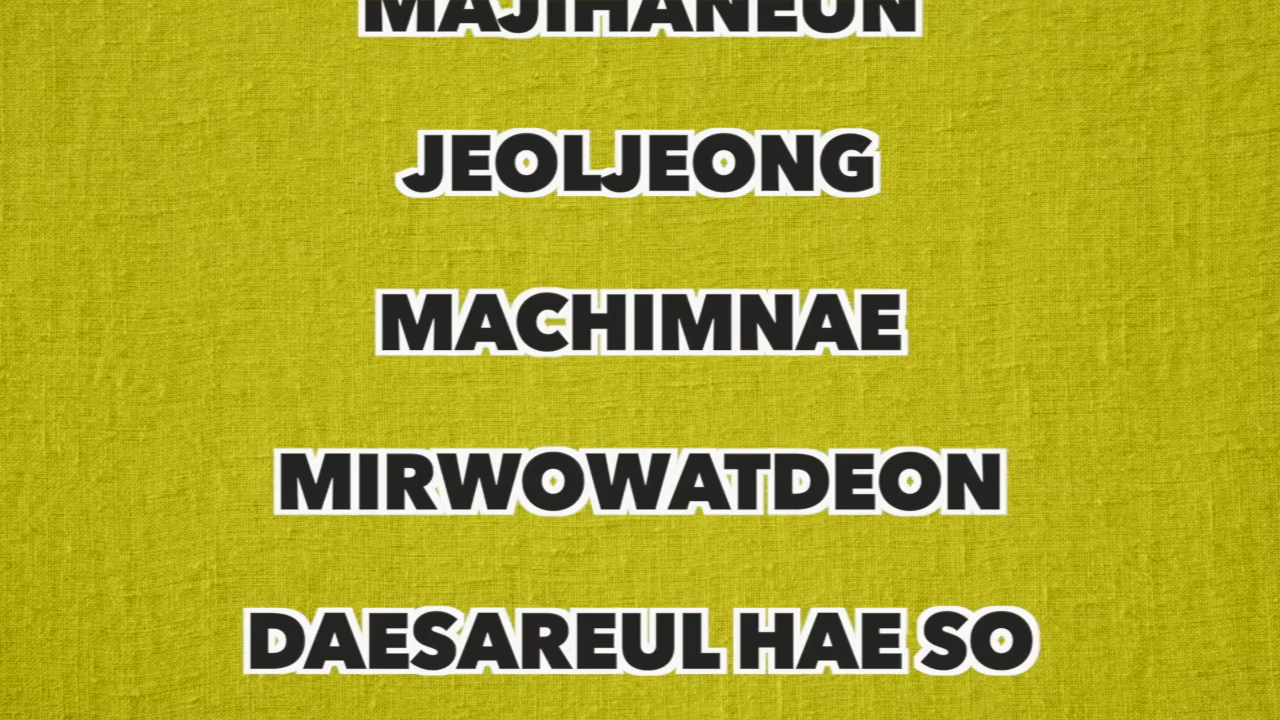 MAJIHANEUN
JEOLJEONG
MACHIMNAE
MIRWOWATDEON
DAESAREUL HAE SO